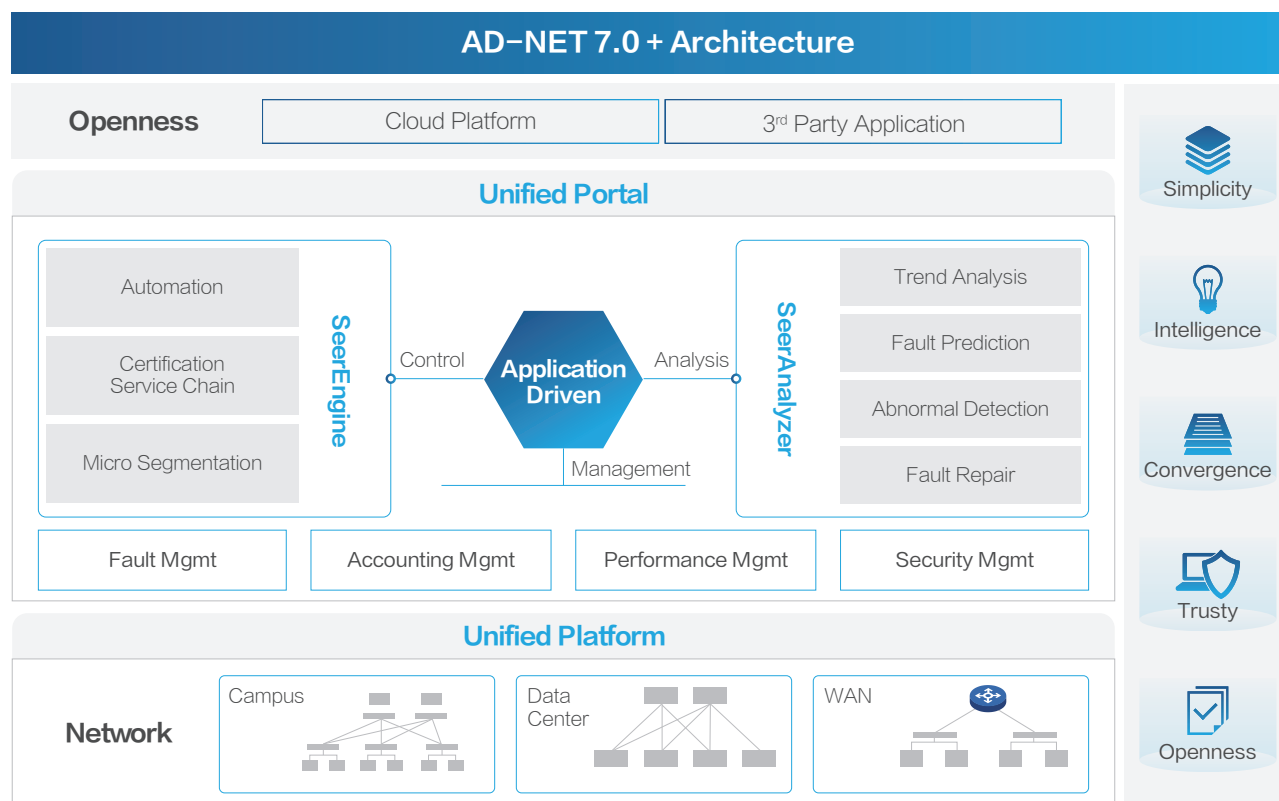 AD-NET 7.0 + Architecture
Openness
Cloud Platform
3rd Party Application
Unified Portal
Automation
Certification
Service Chain
Micro Segmentation
SeerEngine
Control
Application
Driven
Analysis
Management
SeerAnalyzer
Trend Analysis
Fault Prediction
Abnormal Detection
Fault Repair
Fault Mgmt
Accounting Mgmt
Performance Mgmt
Security Mgmt
Unified Platform
Network
Campus
Data
Center
WAN
Simplicity
Intelligence
Convergence
Trusty
Openness